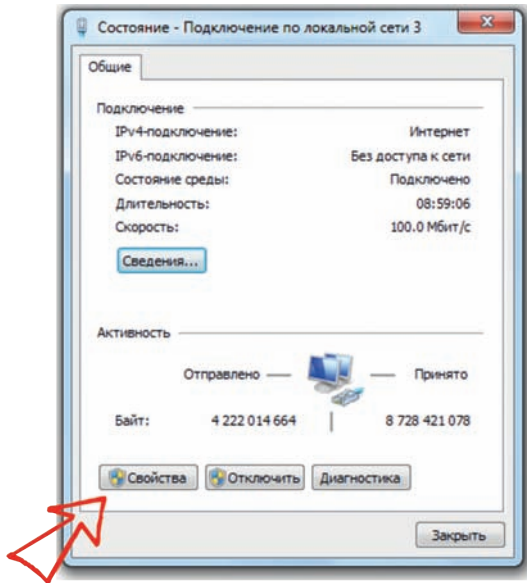 Состояние - Подключение по локальной сети 3
Общие
Подключение
IPv4-подключение: Интернет
IPv6-подключение: Без доступа к сети
Состояние среды: Подключено
Длительность: 08:59:06
Скорость: 100.0 Мбит/с
Сведения...
Активность
Отправлено — — Принято
Байт: 4 222 014 664 8 728 421 078
Свойства Отключить Диагностика
Закрыть